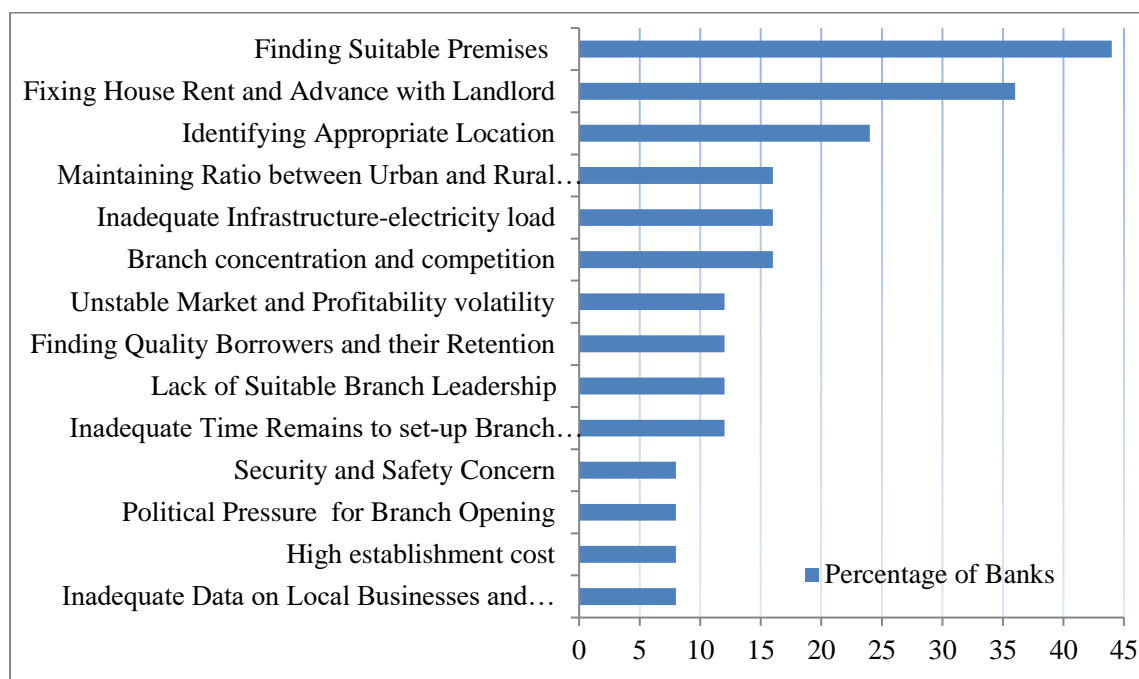 Finding Suitable Premises
Fixing House Rent and Advance with Landlord
Identifying Appropriate Location
Maintaining Ratio between Urban and Rural…
Inadequate Infrastructure-electricity load
Branch concentration and competition
Unstable Market and Profitability volatility
Finding Quality Borrowers and their Retention
Lack of Suitable Branch Leadership
Inadequate Time Remains to set-up Branch…
Security and Safety Concern
Political Pressure for Branch Opening
High establishment cost
Percentage of Banks
Inadequate Data on Local Businesses and…
0 5 10 15 20 25 30 35 40 45